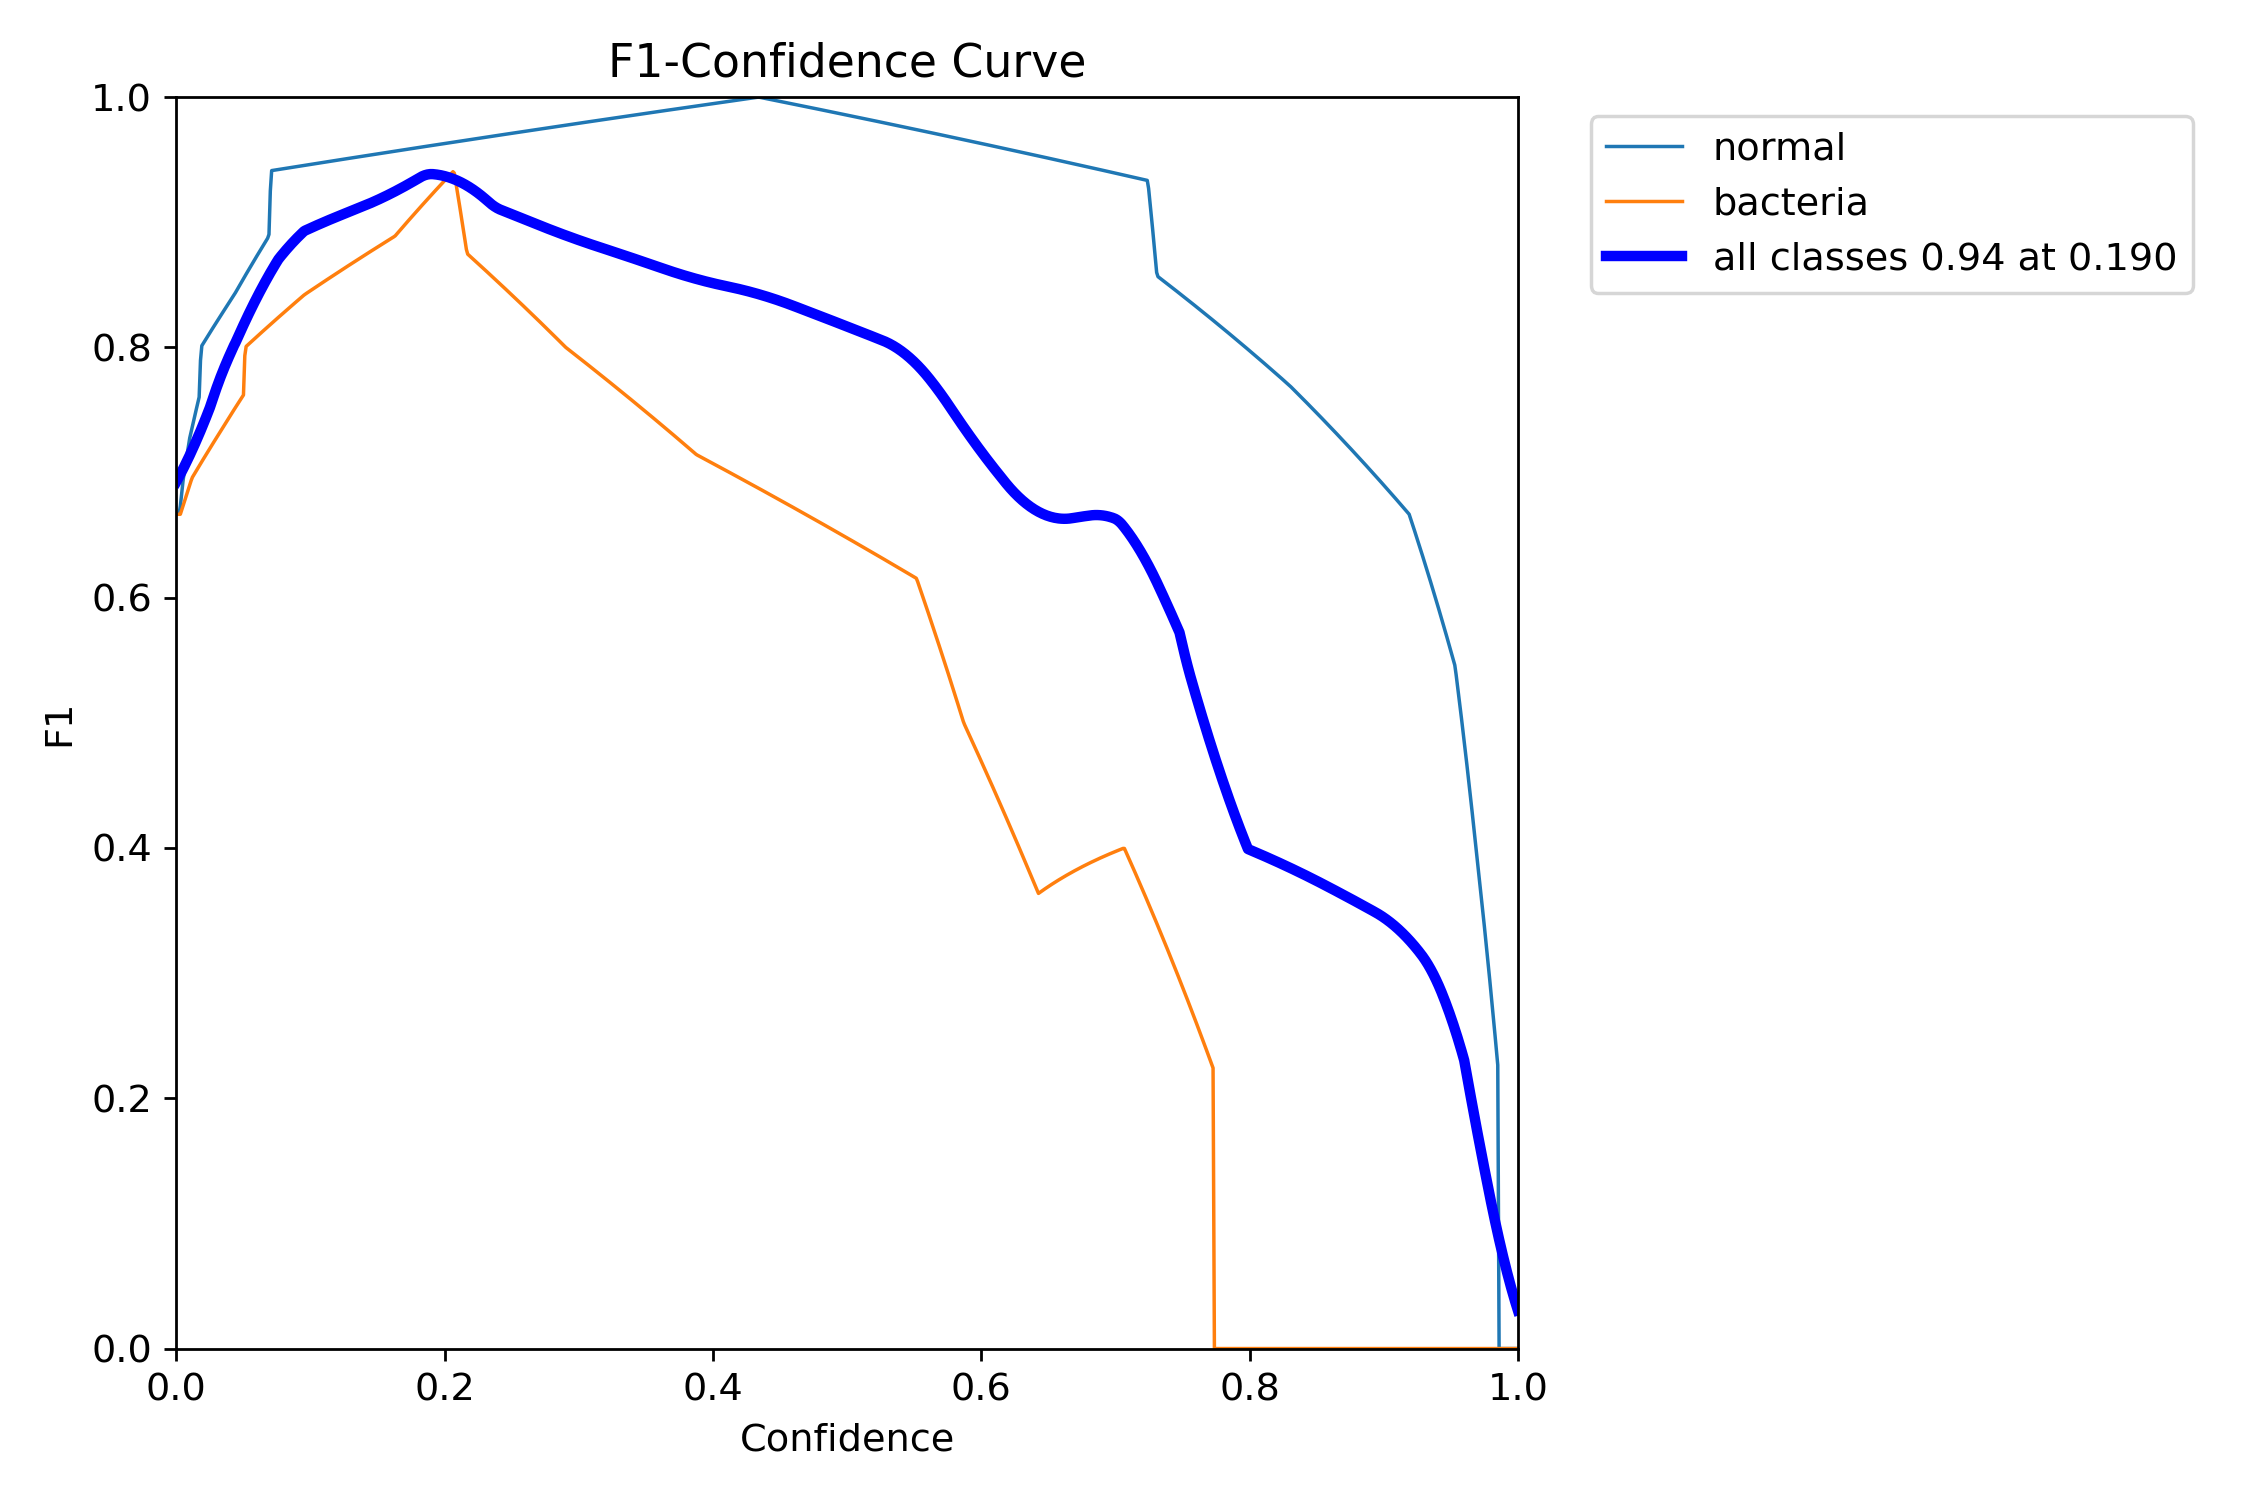 F1-Confidence Curve
normal
bacteria
all classes 0.94 at 0.190
1.0
0.8
0.6
0.4
0.2
0.0
F1
0.0 0.2 0.4 0.6 0.8 1.0
Confidence